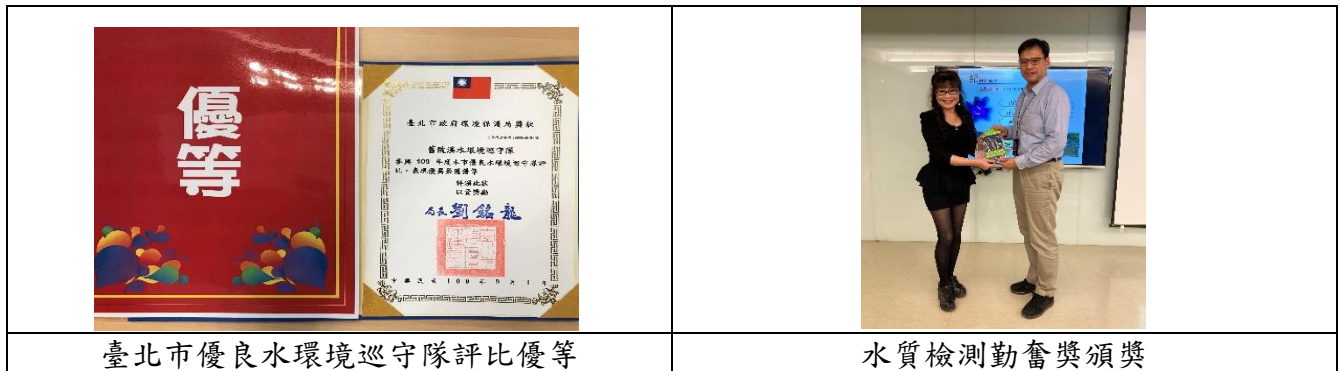 優等
臺北市政府環境保護局獎狀
舊陂溪水環境巡守隊
參與 109 年度本市優良水環境巡守隊評
比，表現優異榮獲優等
特頒此狀
以資獎勵
局長 劉銘龍
中華民國 109 年 9 月 1 日
臺北市優良水環境巡守隊評比優等
水質檢測勤奮獎頒獎